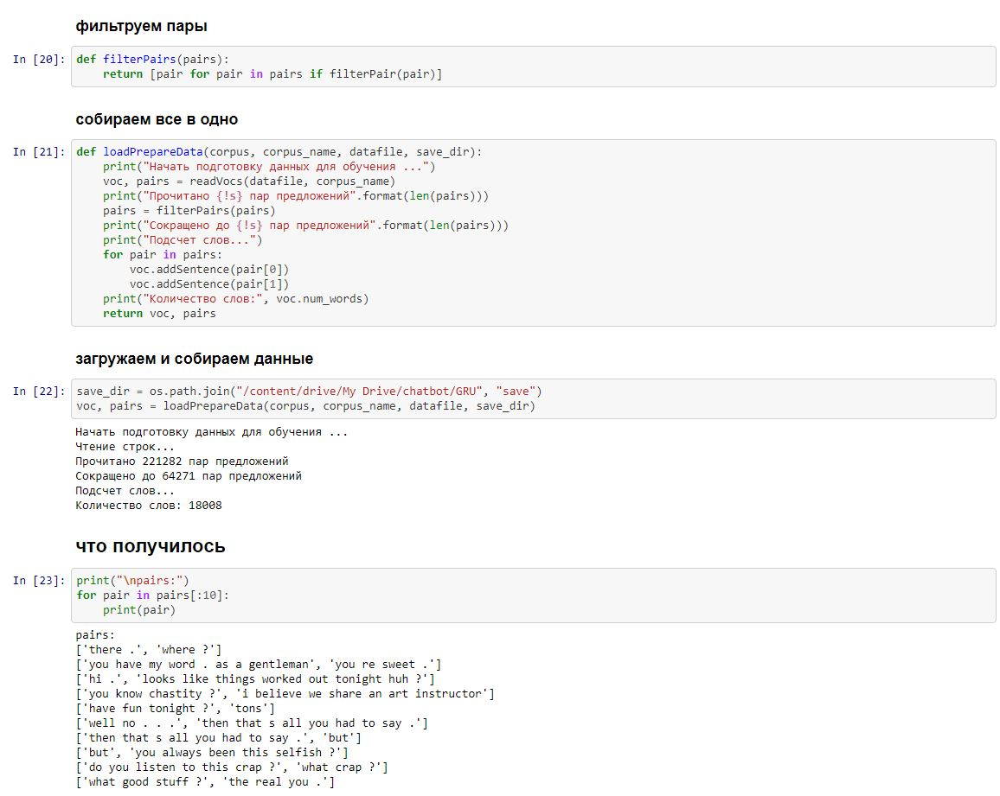 фильтруем пары
In [20]: def filterPairs(pairs):
    return [pair for pair in pairs if filterPair(pair)]
собираем все в одно
In [21]: def loadPrepareData(corpus, corpus_name, datafile, save_dir):
    print("Начать подготовку данных для обучения ...")
    voc, pairs = readVocs(datafile, corpus_name)
    print("Прочитано {!s} пар предложений".format(len(pairs)))
    pairs = filterPairs(pairs)
    print("Сокращено до {!s} пар предложений".format(len(pairs)))
    print("Подсчет слов...")
    for pair in pairs:
        voc.addSentence(pair[0])
        voc.addSentence(pair[1])
    print("Количество слов:", voc.num_words)
    return voc, pairs
загружаем и собираем данные
In [22]: save_dir = os.path.join("/content/drive/My Drive/chatbot/GRU", "save")
voc, pairs = loadPrepareData(corpus, corpus_name, datafile, save_dir)
Начать подготовку данных для обучения ...
Чтение строк...
Прочитано 221282 пар предложений
Сокращено до 64271 пар предложений
Подсчет слов...
Количество слов: 18008
что получилось
In [23]: print("\npairs:")
for pair in pairs[:10]:
    print(pair)
pairs:
['there .', 'where ?']
['you have my word . as a gentleman', 'you re sweet .']
['hi .', 'looks like things worked out tonight huh ?']
['you know chastity ?', 'i believe we share an art instructor']
['have fun tonight ?', 'tons']
['well no . . .', 'then that s all you had to say .']
['then that s all you had to say .', 'but']
['but', 'you always been this selfish ?']
['do you listen to this crap ?', 'what crap ?']
['what good stuff ?', 'the real you .']